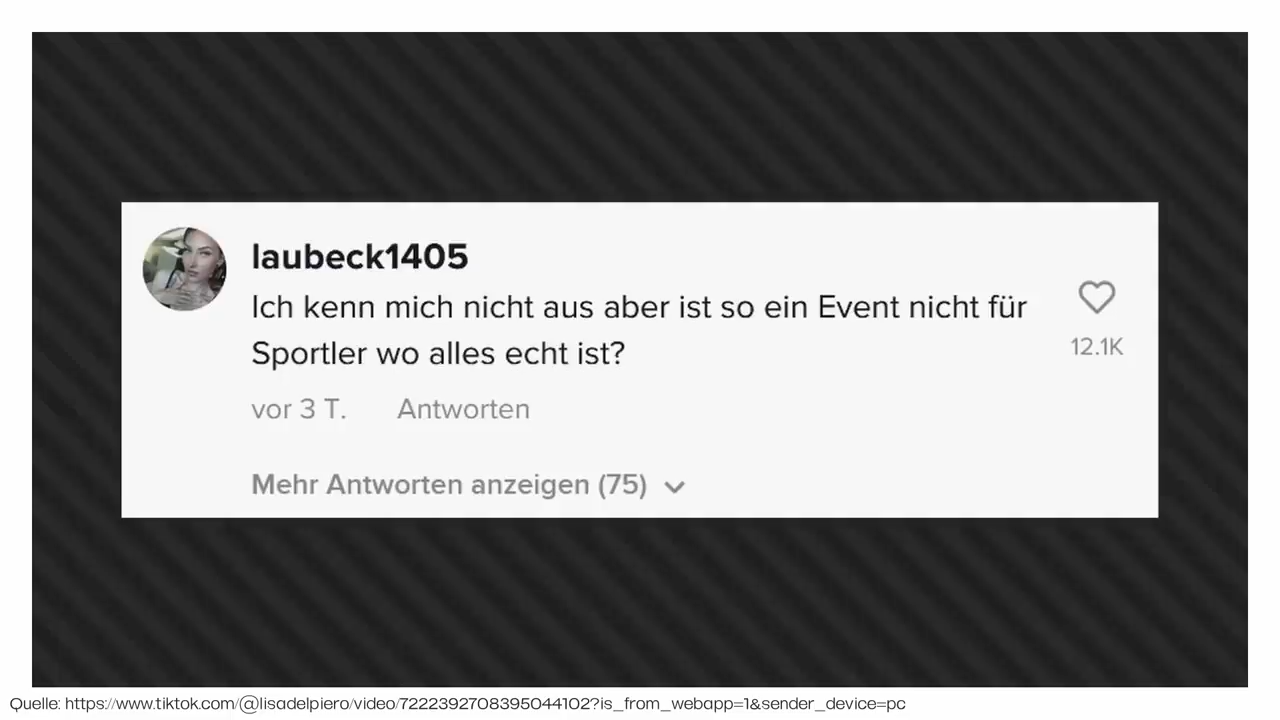 laubeck1405
Ich kenn mich nicht aus aber ist so ein Event nicht für
Sportler wo alles echt ist?
12.1K
vor 3 T. Antworten
Mehr Antworten anzeigen (75)
Quelle: https://www.tiktok.com/@lisadelpiero/video/7222392708395044102?is_from_webapp=1&sender_device=pc